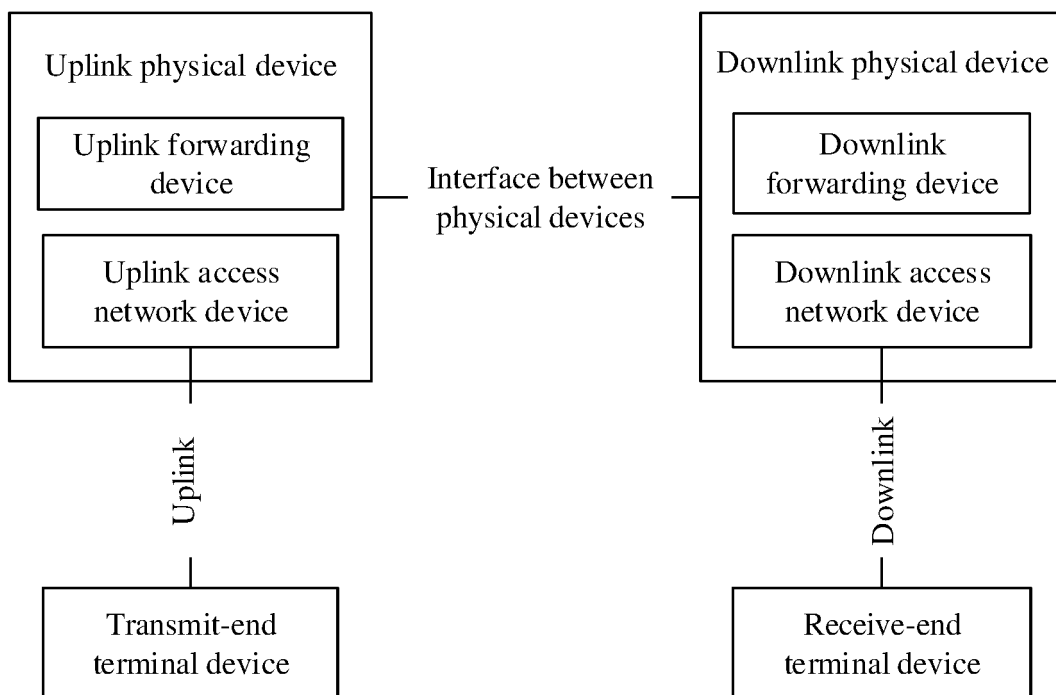 Uplink physical device
Uplink forwarding
device
Uplink access
network device
Uplink
Transmit-end
terminal device
Interface between
physical devices
Downlink physical device
Downlink
forwarding device
Downlink access
network device
Downlink
Receive-end
terminal device